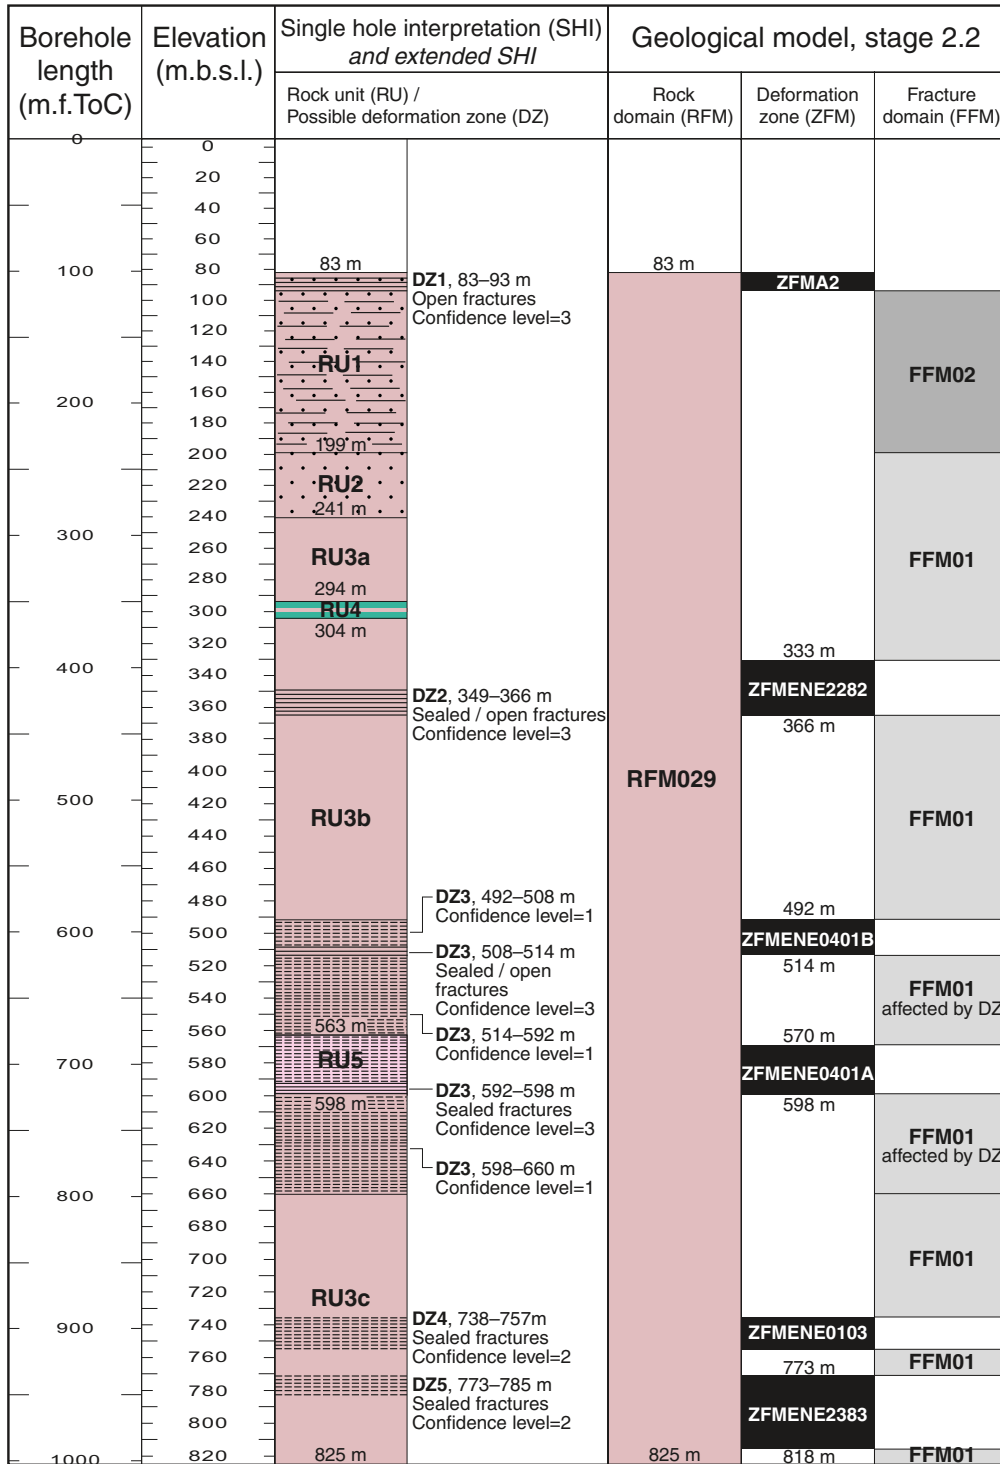 Borehole
length
(m.f.ToC)
Elevation
(m.b.s.l.)
Single hole interpretation (SHI)
and extended SHI
Geological model, stage 2.2
Rock unit (RU) /
Possible deformation zone (DZ)
Rock
domain (RFM)
Deformation
zone (ZFM)
Fracture
domain (FFM)
0
100
200
300
400
500
600
700
800
900
1000
0
20
40
60
80
100
120
140
160
180
200
220
240
260
280
300
320
340
360
380
400
420
440
460
480
500
520
540
560
580
600
620
640
660
680
700
720
740
760
780
800
820
83 m
RU1
199 m
RU2
241 m
RU3a
294 m
RU4
304 m
RU3b
563 m
RU5
598 m
RU3c
825 m
DZ1, 83–93 m
Open fractures
Confidence level=3
DZ2, 349–366 m
Sealed / open fractures
Confidence level=3
DZ3, 492–508 m
Confidence level=1
DZ3, 508–514 m
Sealed / open
fractures
Confidence level=3
DZ3, 514–592 m
Confidence level=1
DZ3, 592–598 m
Sealed fractures
Confidence level=3
DZ3, 598–660 m
Confidence level=1
DZ4, 738–757m
Sealed fractures
Confidence level=2
DZ5, 773–785 m
Sealed fractures
Confidence level=2
83 m
RFM029
825 m
ZFMA2
333 m
ZFMENE2282
366 m
492 m
ZFMENE0401B
514 m
570 m
ZFMENE0401A
598 m
ZFMENE0103
773 m
ZFMENE2383
818 m
FFM02
FFM01
FFM01
FFM01
affected by DZ
FFM01
affected by DZ
FFM01
FFM01
FFM01